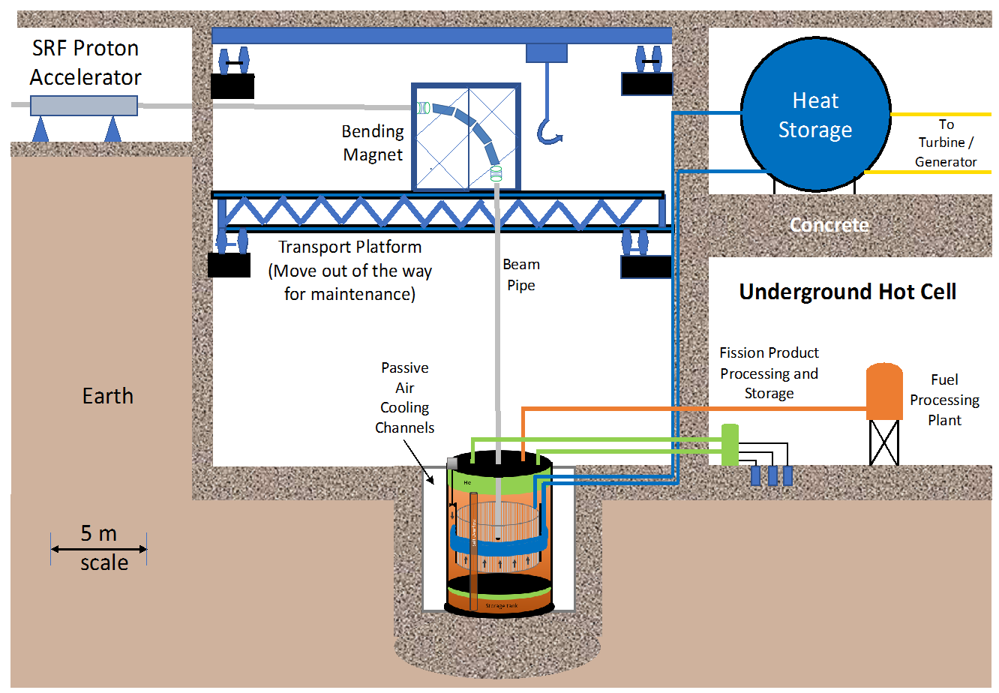 SRF Proton
Accelerator
Bending
Magnet
Heat
Storage
To
Turbine /
Generator
Concrete
Transport Platform
(Move out of the way
for maintenance)
Beam
Pipe
Underground Hot Cell
Fission Product
Processing and
Storage
Fuel
Processing
Plant
Passive
Air
Cooling
Channels
Earth
He
Salt Overflow
5 m
scale
Storage tank